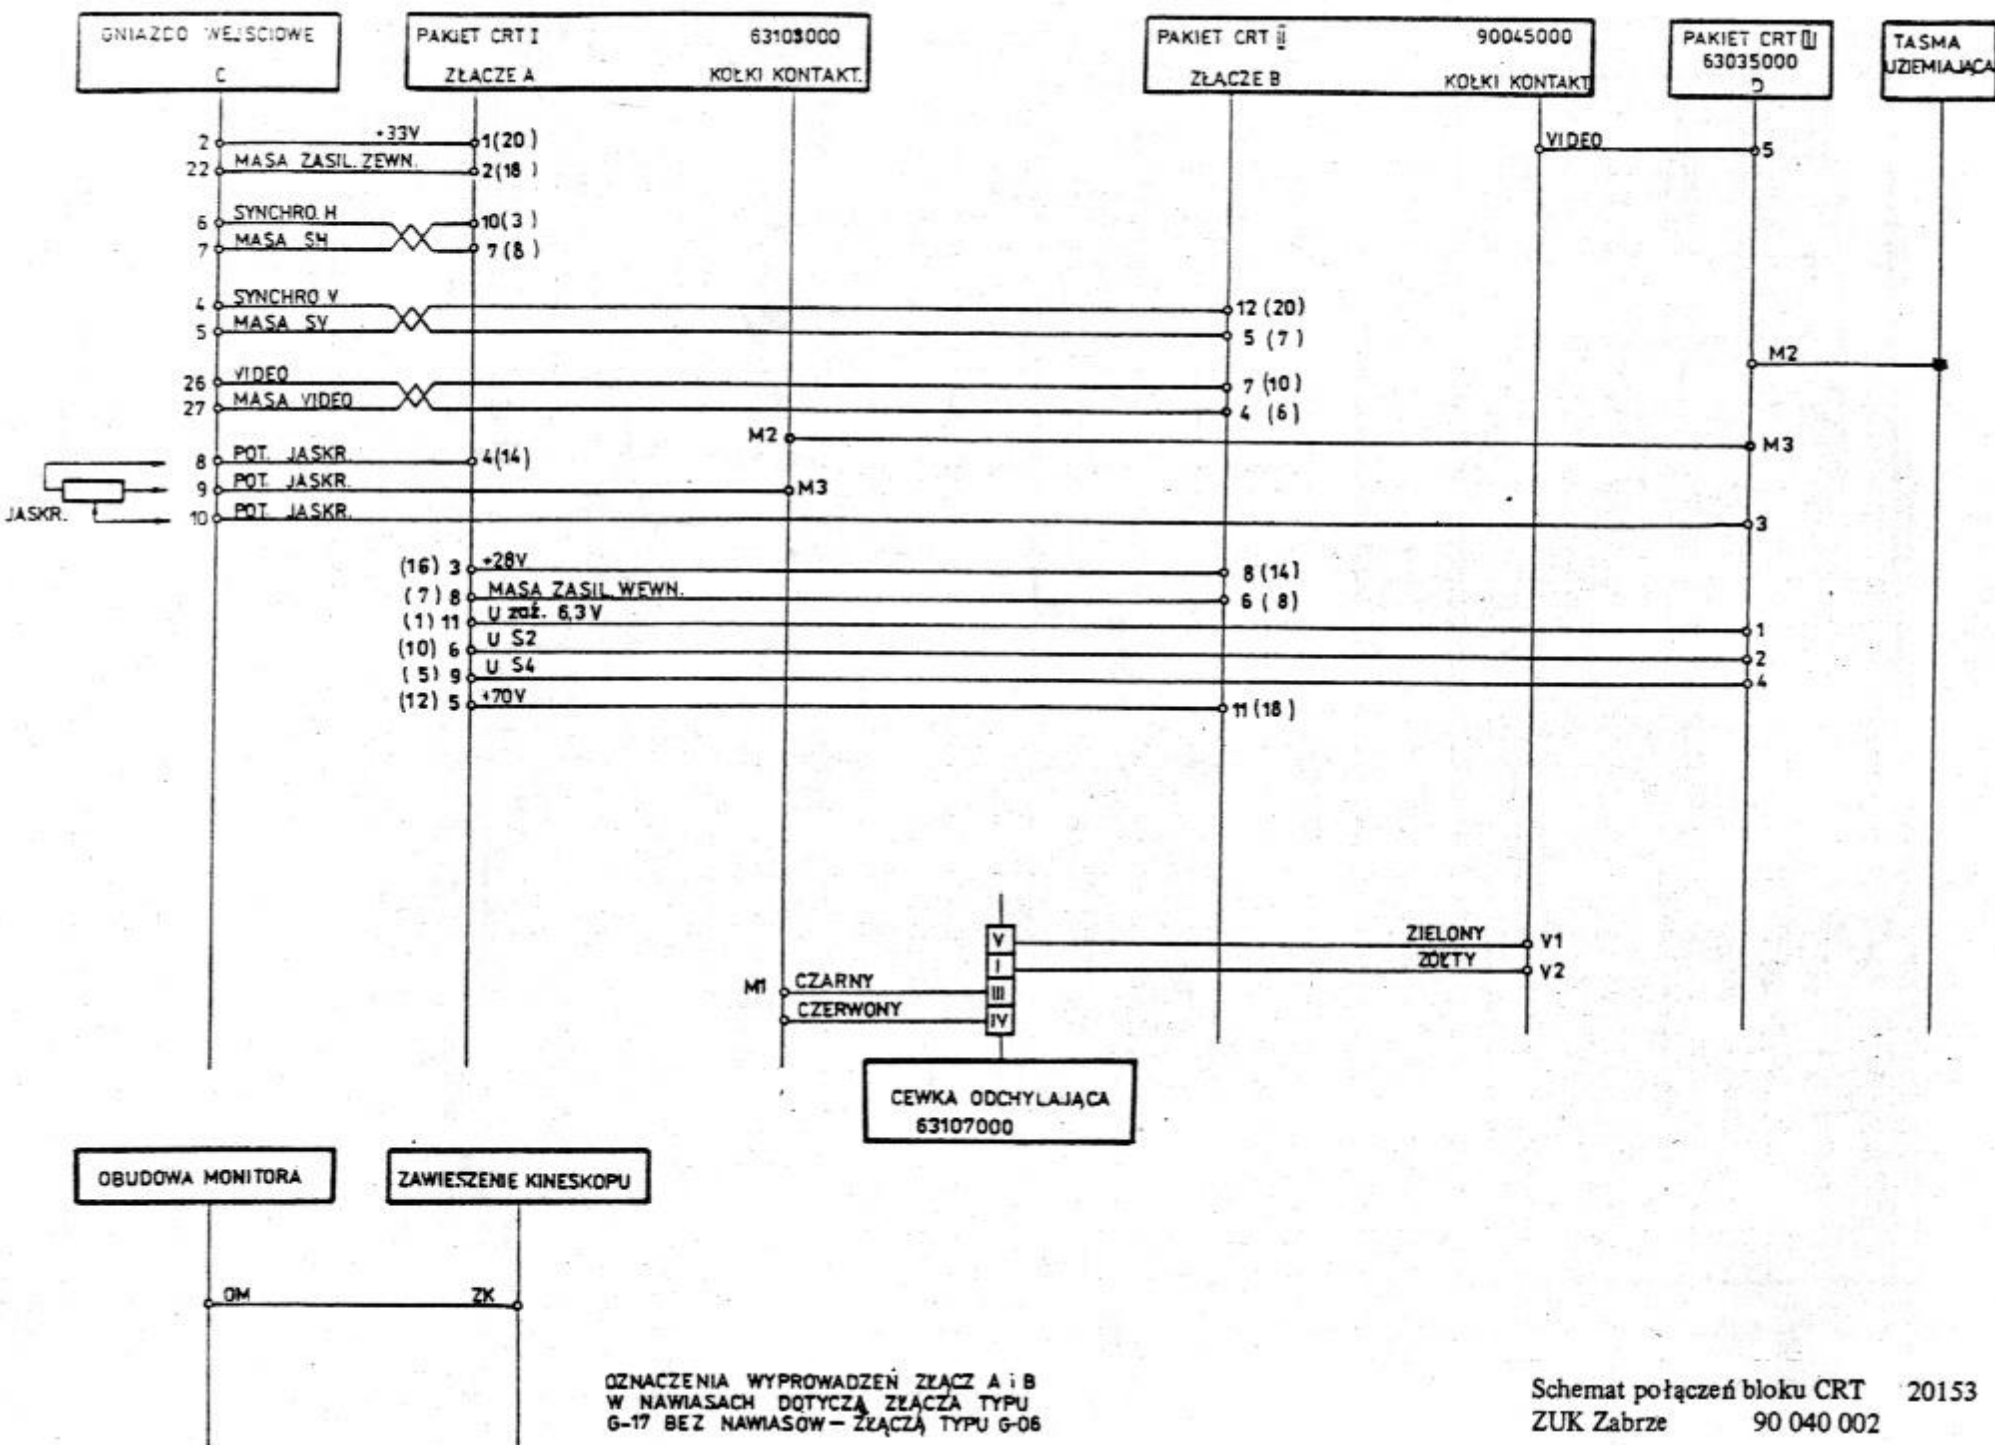 GNIAZDO WEJSCIOWE
C
PAKIET CRT I 63103000
ZŁACZE A KOŁKI KONTAKT.
PAKIET CRT II 90045000
ZŁACZE B KOŁKI KONTAKT
PAKIET CRT III
63035000
D
TASMA
UZIEMIAJĄCA
2 +33V 1(20)
22 MASA ZASIL. ZEWN. 2(18)
VIDEO 5
6 SYNCHRO. H 10(3)
7 MASA SH 7(8)
4 SYNCHRO V 12(20)
5 MASA SV 5(7)
M2
26 VIDEO 7(10)
27 MASA VIDEO 4(6)
M2 M3
8 POT. JASKR. 4(14)
9 POT. JASKR. M3
JASKR. 10 POT. JASKR. 3
(16) 3 +28V 8(14)
(7) 8 MASA ZASIL. WEWN. 6(8)
(1) 11 U żaż. 6,3V 1
(10) 6 U S2 2
(5) 9 U S4 4
(12) 5 +70V 11(18)
V ZIELONY V1
I ŻÓŁTY V2
M1 CZARNY III
CZERWONY IV
CEWKA ODCHYLAJĄCA
63107000
OBUDOWA MONITORA
ZAWIESZENIE KINESKOPU
OM ZK
OZNACZENIA WYPROWADZEŃ ZŁĄCZ A i B
W NAWIASACH DOTYCZĄ ZŁĄCZA TYPU
G-17 BEZ NAWIASOW — ZŁĄCZĄ TYPU G-06
Schemat połączeń bloku CRT 20153
ZUK Zabrze 90 040 002